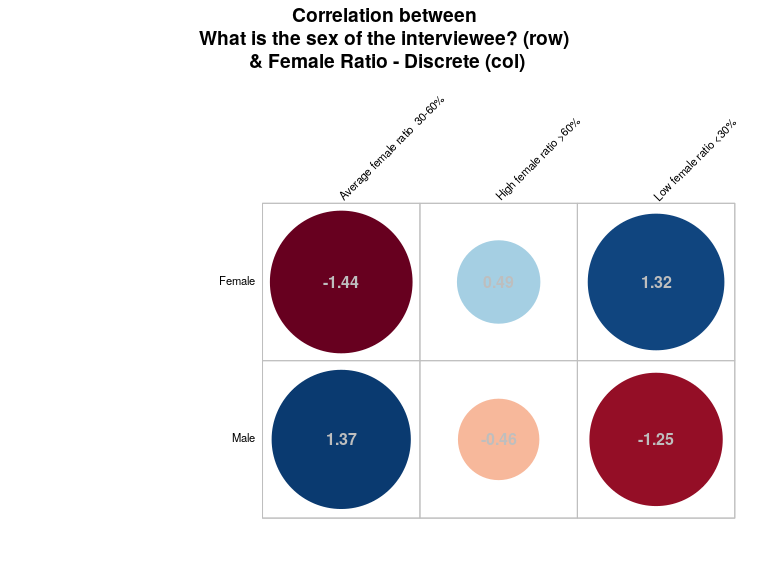 Correlation between
What is the sex of the interviewee? (row)
& Female Ratio - Discrete (col)
Average female ratio  30-60%
High female ratio >60%
Low female ratio <30%
Female
-1.44
0.49
1.32
Male
1.37
-0.46
-1.25